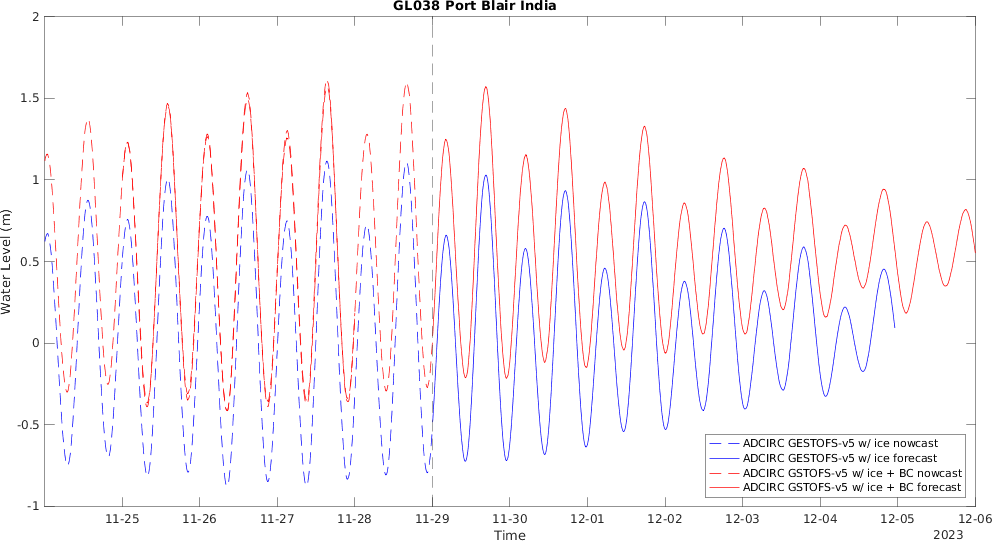 GL038 Port Blair India
2
1.5
1
0.5
0
-0.5
-1
Water Level (m)
11-25
11-26
11-27
11-28
11-29
11-30
12-01
12-02
12-03
12-04
12-05
12-06
Time
2023
ADCIRC GESTOFS-v5 w/ ice nowcast
ADCIRC GESTOFS-v5 w/ ice forecast
ADCIRC GSTOFS-v5 w/ ice + BC nowcast
ADCIRC GSTOFS-v5 w/ ice + BC forecast